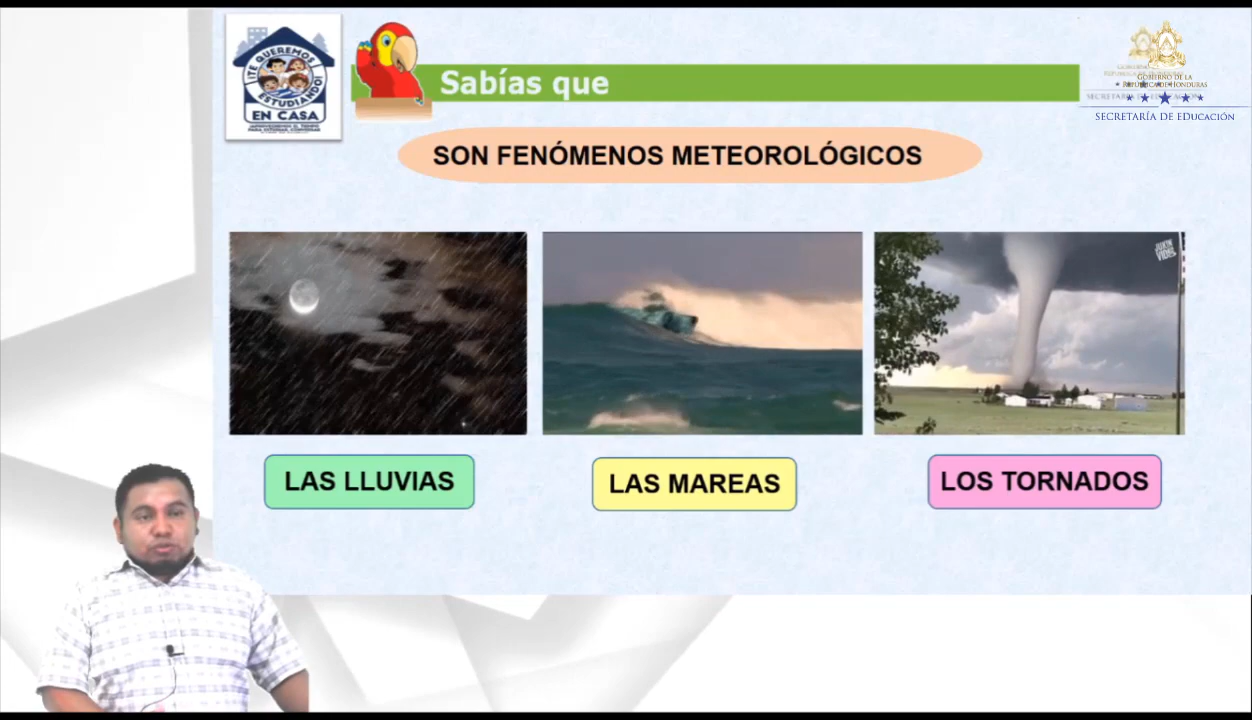 ¡TE QUEREMOS
ESTUDIANDO!
EN CASA
Sabías que
GOBIERNO DE LA
REPÚBLICA DE HONDURAS
SECRETARÍA DE EDUCACIÓN
SON FENÓMENOS METEOROLÓGICOS
JUKIN
VIDEO
LAS LLUVIAS
LAS MAREAS
LOS TORNADOS